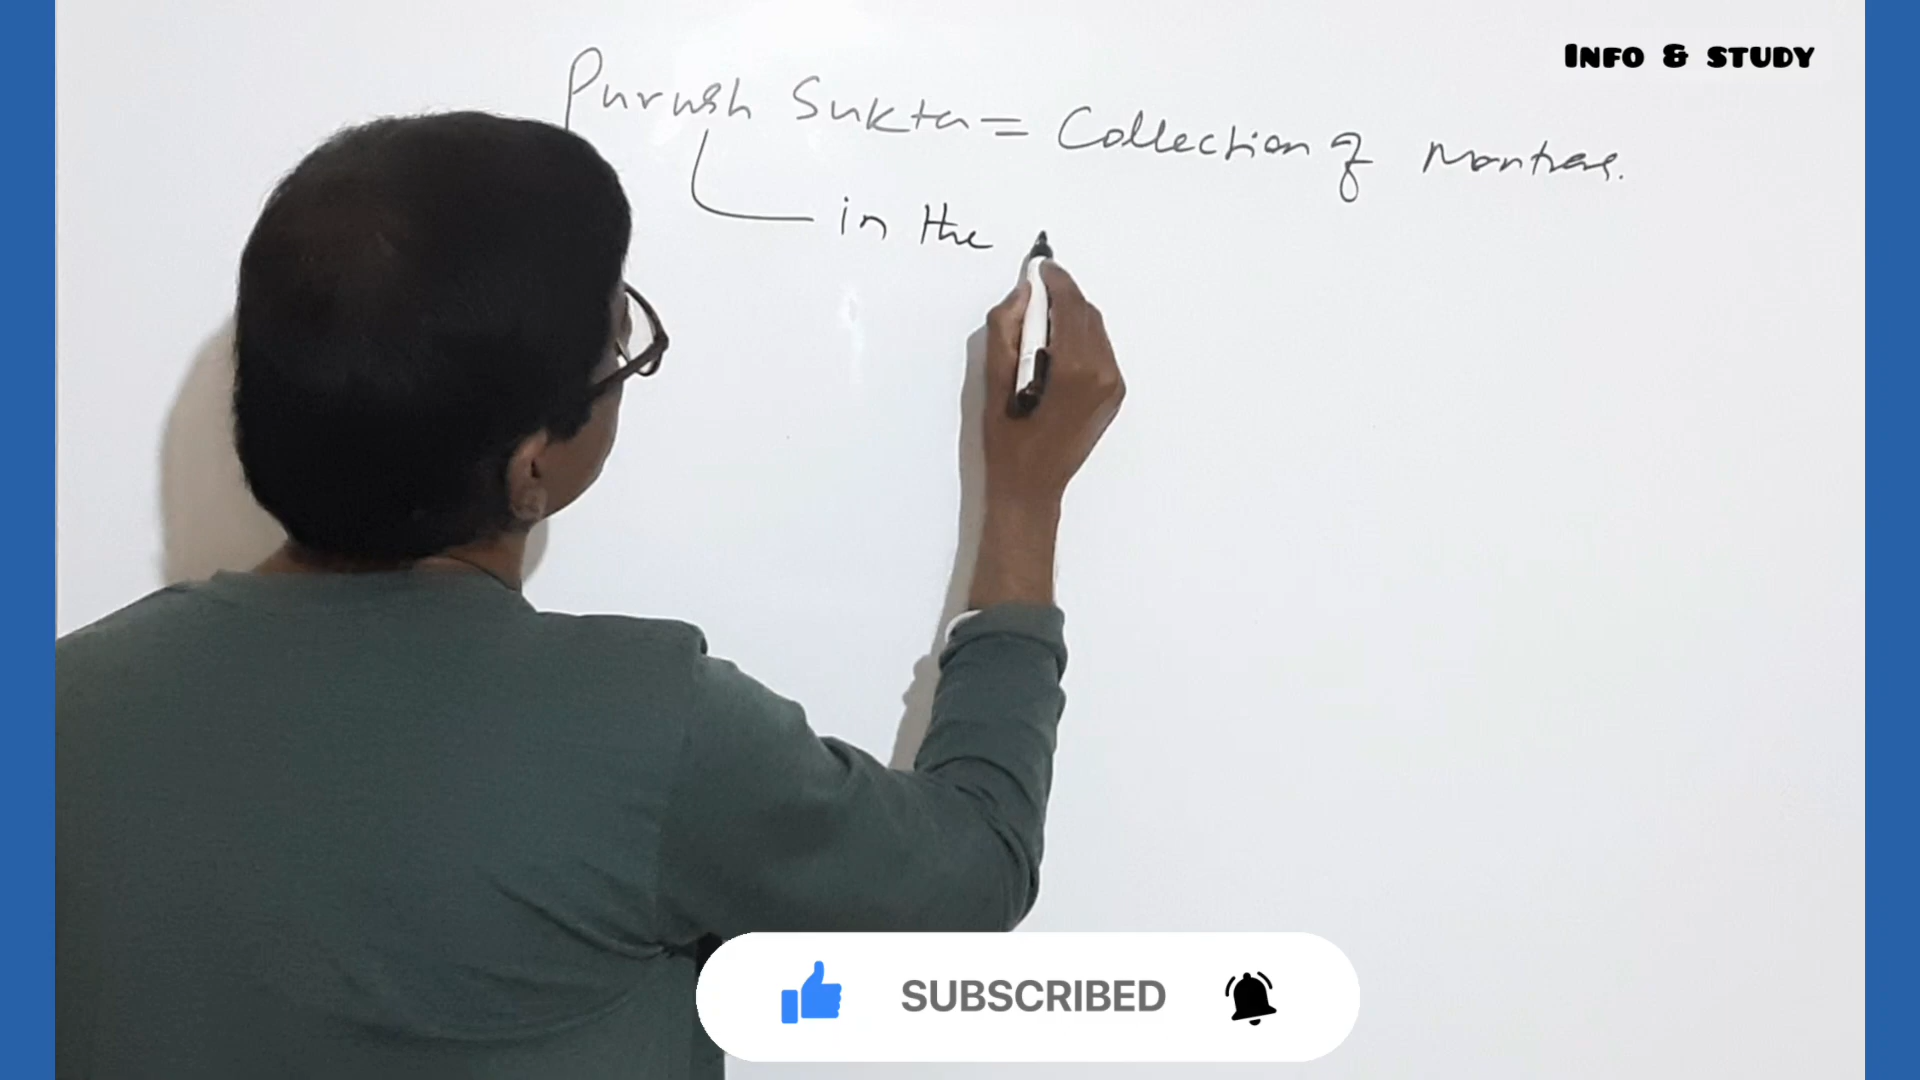 INFO & STUDY
Purush Sukta = Collection of Mantras.
in the
SUBSCRIBED